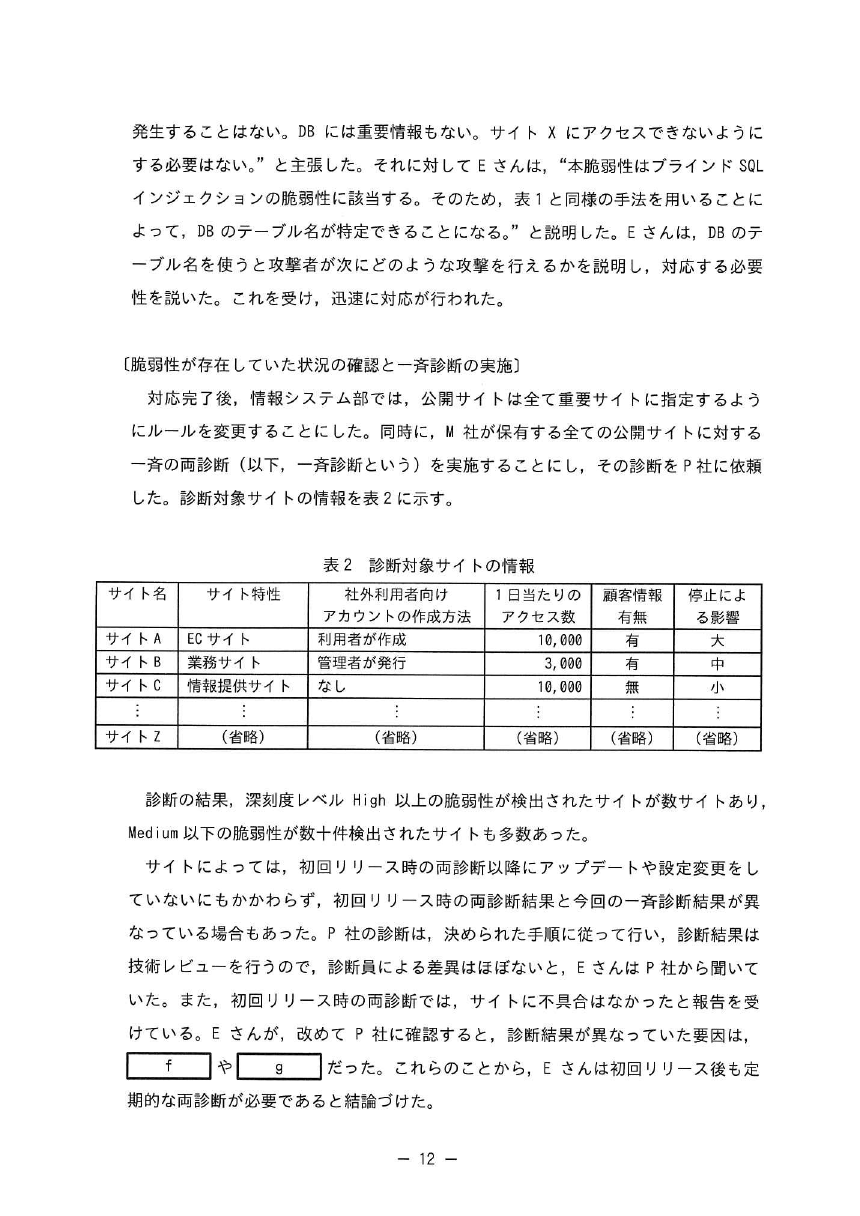 発生することはない。DB には重要情報もない。サイト X にアクセスできないように
する必要はない。”と主張した。それに対して E さんは，“本脆弱性はブラインド SQL
インジェクションの脆弱性に該当する。そのため，表 1 と同様の手法を用いることに
よって，DB のテーブル名が特定できることになる。”と説明した。E さんは，DB のテ
ーブル名を使うと攻撃者が次にどのような攻撃を行えるかを説明し，対応する必要
性を説いた。これを受け，迅速に対応が行われた。
〔脆弱性が存在していた状況の確認と一斉診断の実施〕
対応完了後，情報システム部では，公開サイトは全て重要サイトに指定するよう
にルールを変更することにした。同時に，M 社が保有する全ての公開サイトに対する
一斉の両診断（以下，一斉診断という）を実施することにし，その診断を P 社に依頼
した。診断対象サイトの情報を表 2 に示す。
表 2　診断対象サイトの情報
サイト名 サイト特性 社外利用者向け 1 日当たりの 顧客情報 停止によ
アカウントの作成方法 アクセス数 有無 る影響
サイト A EC サイト 利用者が作成 10,000 有 大
サイト B 業務サイト 管理者が発行 3,000 有 中
サイト C 情報提供サイト なし 10,000 無 小
⋮ ⋮ ⋮ ⋮ ⋮ ⋮
サイト Z （省略） （省略） （省略） （省略） （省略）
診断の結果，深刻度レベル High 以上の脆弱性が検出されたサイトが数サイトあり，
Medium 以下の脆弱性が数十件検出されたサイトも多数あった。
サイトによっては，初回リリース時の両診断以降にアップデートや設定変更をし
ていないにもかかわらず，初回リリース時の両診断結果と今回の一斉診断結果が異
なっている場合もあった。P 社の診断は，決められた手順に従って行い，診断結果は
技術レビューを行うので，診断員による差異はほぼないと，E さんは P 社から聞いて
いた。また，初回リリース時の両診断では，サイトに不具合はなかったと報告を受
けている。E さんが，改めて P 社に確認すると，診断結果が異なっていた要因は，
f や g だった。これらのことから，E さんは初回リリース後も定
期的な両診断が必要であると結論づけた。
― 12 ―